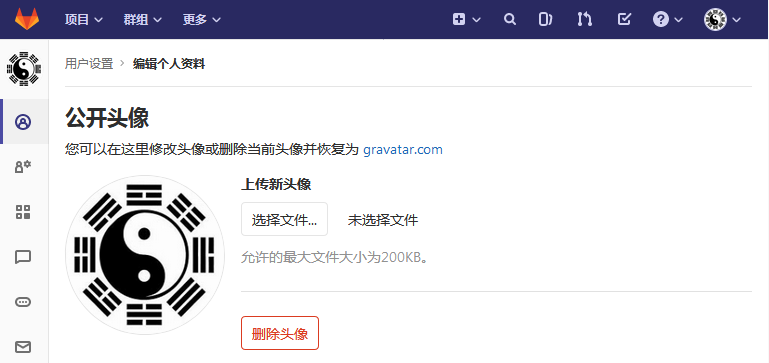 项目 群组 更多
用户设置 > 编辑个人资料
公开头像
您可以在这里修改头像或删除当前头像并恢复为 gravatar.com
上传新头像
选择文件... 未选择文件
允许的最大文件大小为200KB。
删除头像